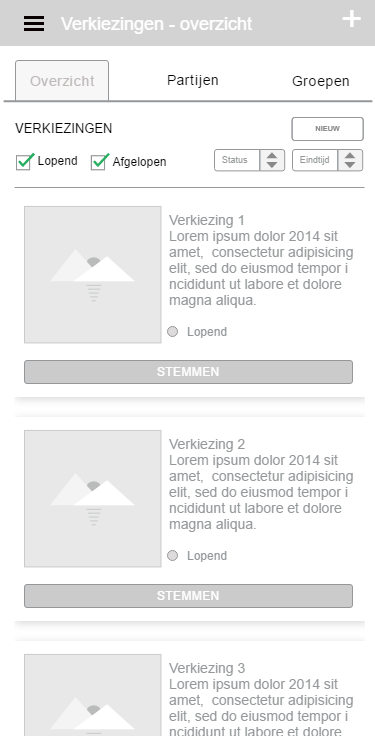 Verkiezingen - overzicht
Overzicht
Partijen
Groepen
VERKIEZINGEN
NIEUW
Lopend
Afgelopen
Status
Eindtijd
Verkiezing 1
Lorem ipsum dolor 2014 sit
amet, consectetur adipisicing
elit, sed do eiusmod tempor i
ncididunt ut labore et dolore
magna aliqua.
Lopend
STEMMEN
Verkiezing 2
Lorem ipsum dolor 2014 sit
amet, consectetur adipisicing
elit, sed do eiusmod tempor i
ncididunt ut labore et dolore
magna aliqua.
Lopend
STEMMEN
Verkiezing 3
Lorem ipsum dolor 2014 sit
amet, consectetur adipisicing
elit, sed do eiusmod tempor i
ncididunt ut labore et dolore